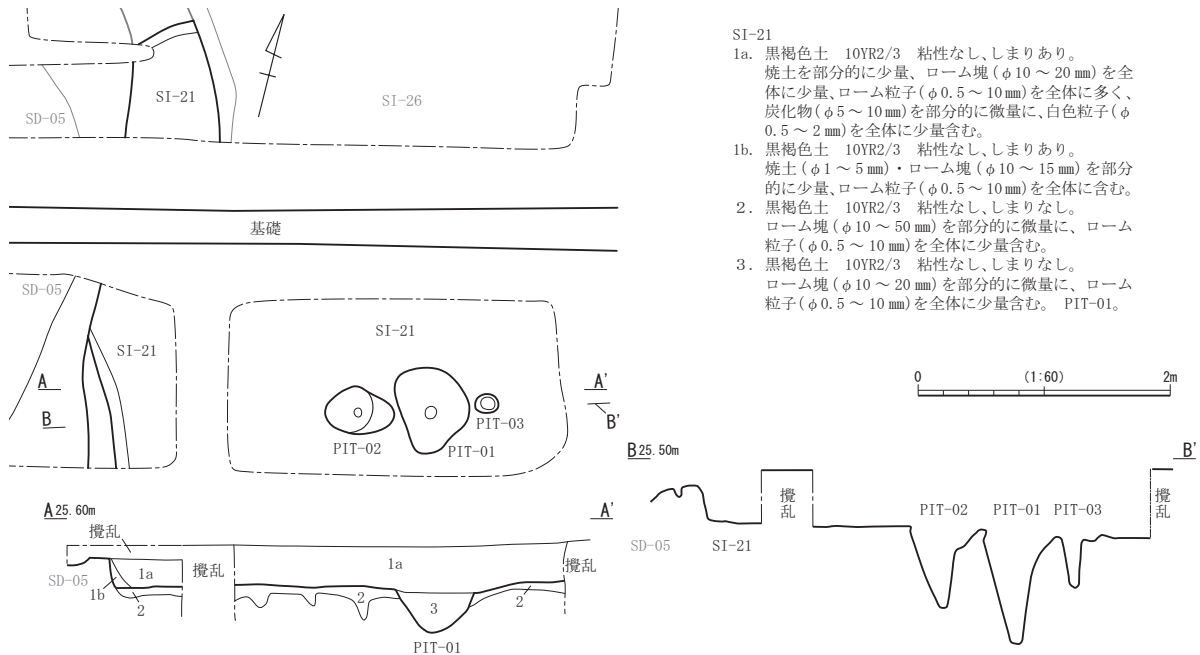 SI-21
SD-05
SI-26
基礎
SD-05
SI-21
SI-21
A
A'
B
B'
PIT-03
PIT-02
PIT-01
A 25.60m
A'
攪乱
1a
SD-05
1a
攪乱
攪乱
1b
2
2
3
2
PIT-01
SI-21
1a. 黒褐色土 10YR2/3 粘性なし､しまりあり。
焼土を部分的に少量、ローム塊(φ10～20㎜)を全
体に少量､ローム粒子(φ0.5～10㎜)を全体に多く、
炭化物(φ5～10㎜)を部分的に微量に､白色粒子(φ
0.5～2㎜)を全体に少量含む。
1b. 黒褐色土 10YR2/3 粘性なし､しまりあり。
焼土(φ1～5㎜)・ローム塊(φ10～15㎜)を部分
的に少量､ローム粒子(φ0.5～10㎜)を全体に含む。
２. 黒褐色土 10YR2/3 粘性なし､しまりなし。
ローム塊(φ10～50㎜)を部分的に微量に、ローム
粒子(φ0.5～10㎜)を全体に少量含む。
３. 黒褐色土 10YR2/3 粘性なし､しまりなし。
ローム塊(φ10～20㎜)を部分的に微量に、ローム
粒子(φ0.5～10㎜)を全体に少量含む。 PIT-01。
0 (1:60) 2m
B 25.50m
B'
攪乱
攪乱
PIT-02 PIT-01 PIT-03
SD-05
SI-21